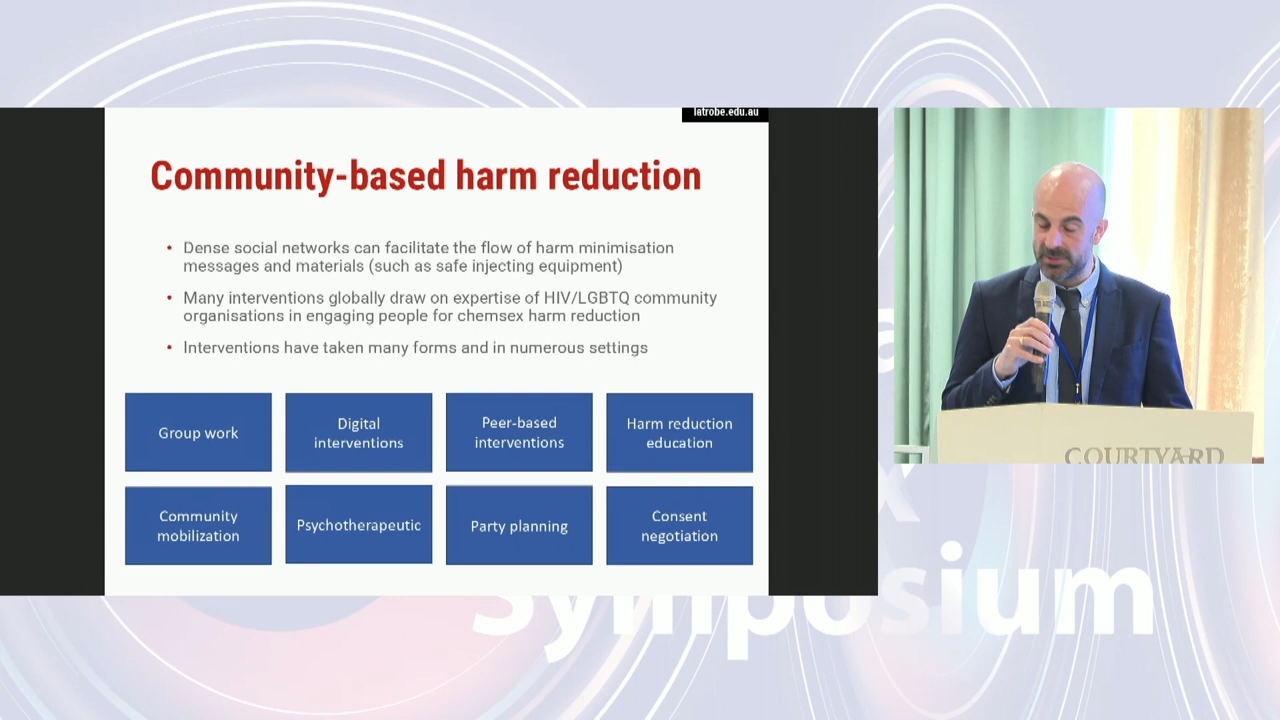 latrobe.edu.au
Community-based harm reduction
• Dense social networks can facilitate the flow of harm minimisation
messages and materials (such as safe injecting equipment)
• Many interventions globally draw on expertise of HIV/LGBTQ community
organisations in engaging people for chemsex harm reduction
• Interventions have taken many forms and in numerous settings
Group work
Digital
interventions
Peer-based
interventions
Harm reduction
education
Community
mobilization
Psychotherapeutic
Party planning
Consent
negotiation
COURTYARD
Symposium